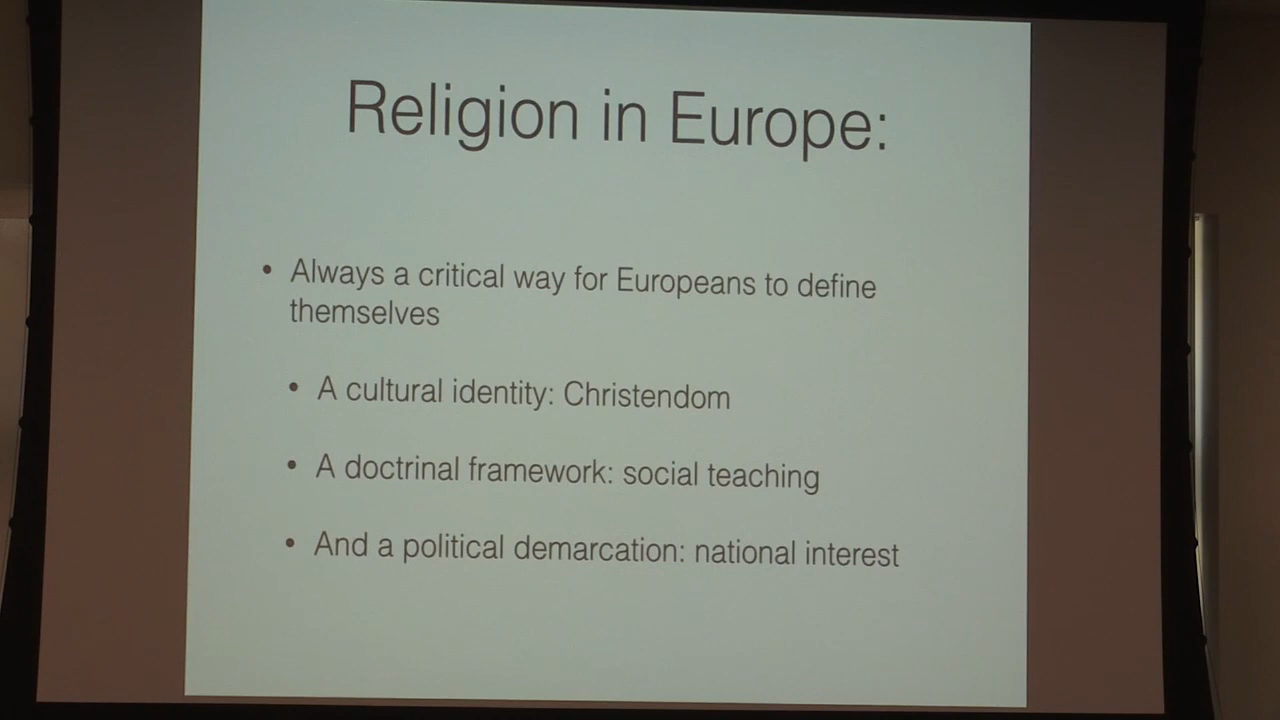 Religion in Europe:
• Always a critical way for Europeans to define
themselves
• A cultural identity: Christendom
• A doctrinal framework: social teaching
• And a political demarcation: national interest